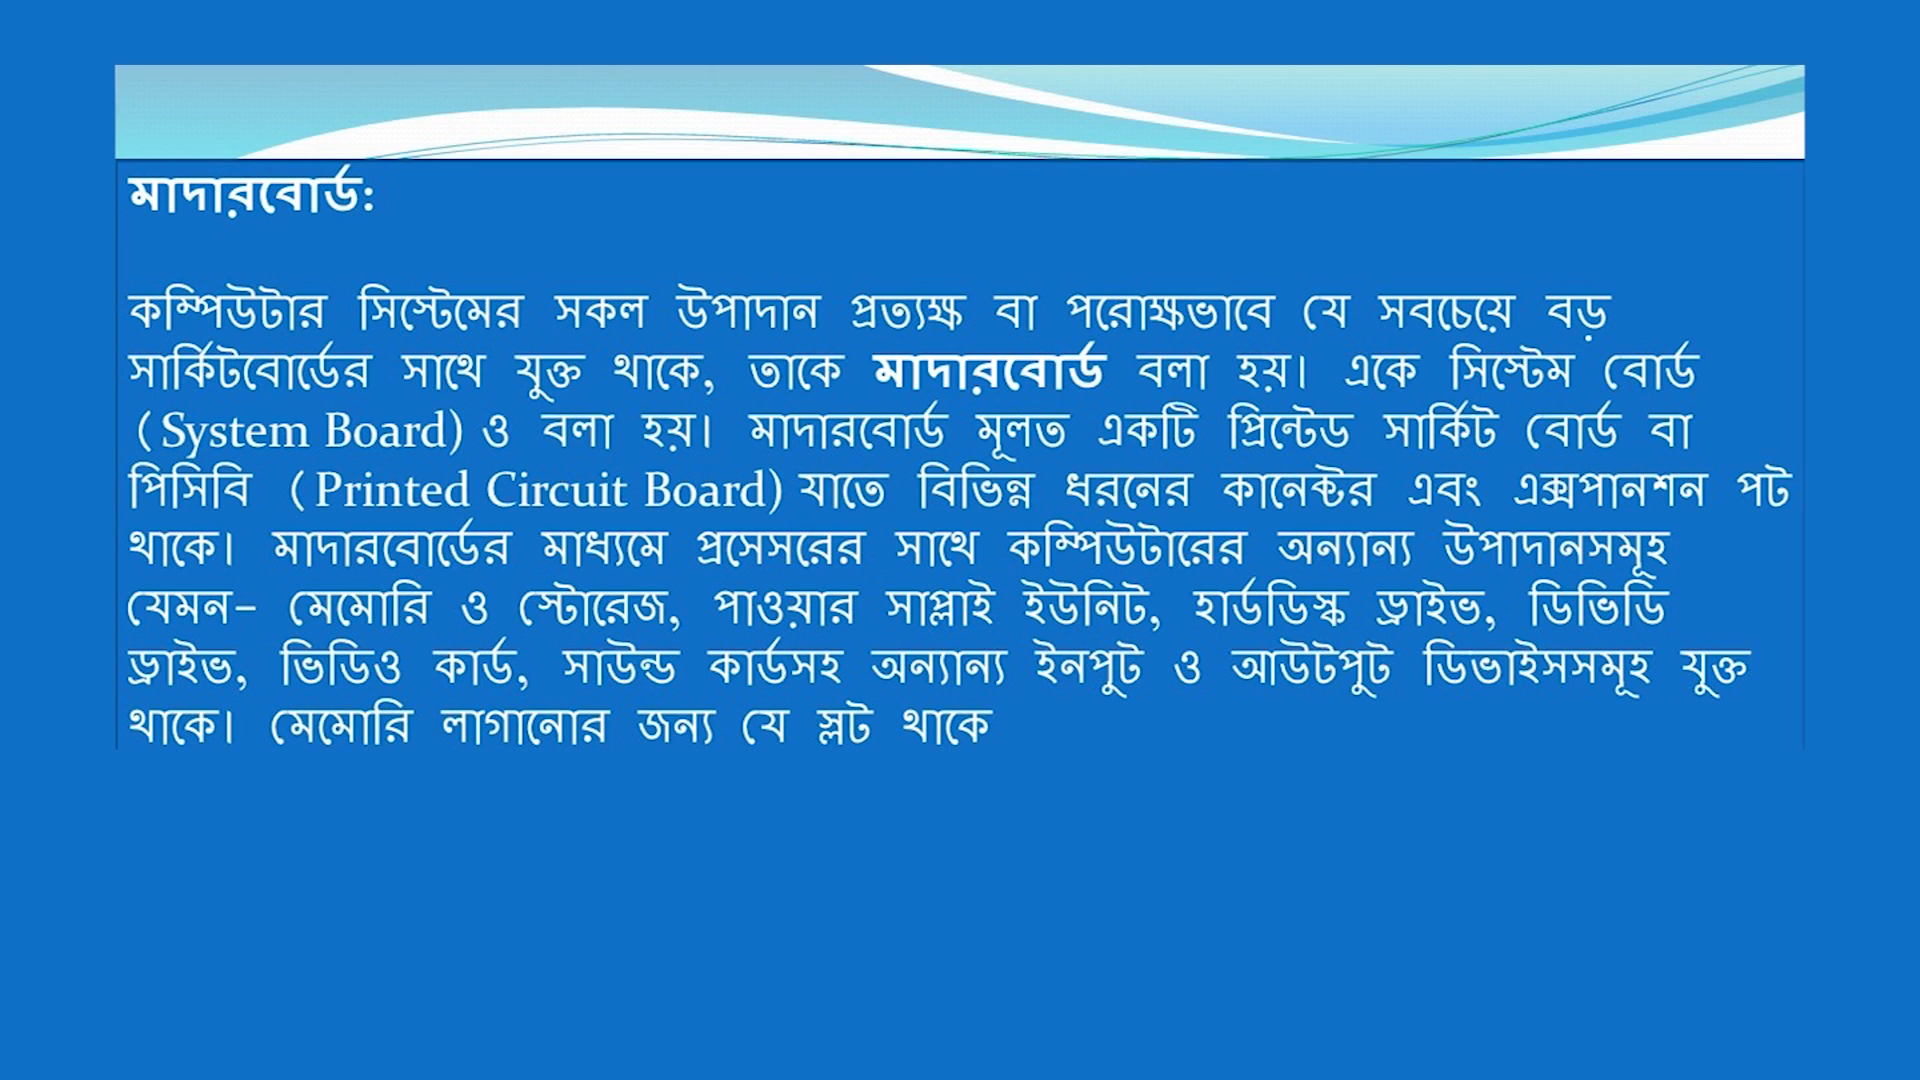 মাদারবোর্ড:
কম্পিউটার সিস্টেমের সকল উপাদান প্রত্যক্ষ বা পরোক্ষভাবে যে সবচেয়ে বড়
সার্কিটবোর্ডের সাথে যুক্ত থাকে, তাকে মাদারবোর্ড বলা হয়। একে সিস্টেম বোর্ড
(System Board) ও বলা হয়। মাদারবোর্ড মূলত একটি প্রিন্টেড সার্কিট বোর্ড বা
পিসিবি (Printed Circuit Board) যাতে বিভিন্ন ধরনের কানেক্টর এবং এক্সপানশন পট
থাকে। মাদারবোর্ডের মাধ্যমে প্রসেসরের সাথে কম্পিউটারের অন্যান্য উপাদানসমূহ
যেমন– মেমোরি ও স্টোরেজ, পাওয়ার সাপ্লাই ইউনিট, হার্ডডিস্ক ড্রাইভ, ডিভিডি
ড্রাইভ, ভিডিও কার্ড, সাউন্ড কার্ডসহ অন্যান্য ইনপুট ও আউটপুট ডিভাইসসমূহ যুক্ত
থাকে। মেমোরি লাগানোর জন্য যে স্লট থাকে